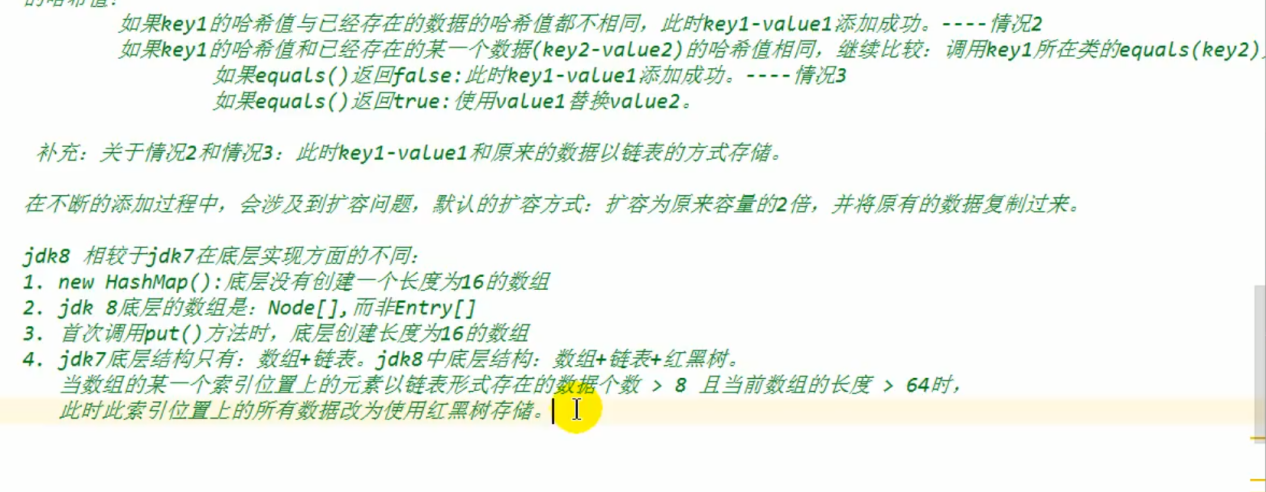 的哈希值:
如果key1的哈希值与已经存在的数据的哈希值都不相同，此时key1-value1添加成功。----情况2
如果key1的哈希值和已经存在的某一个数据(key2-value2)的哈希值相同，继续比较：调用key1所在类的equals(key2)
如果equals()返回false:此时key1-value1添加成功。----情况3
如果equals()返回true:使用value1替换value2。
补充：关于情况2和情况3：此时key1-value1和原来的数据以链表的方式存储。
在不断的添加过程中，会涉及到扩容问题，默认的扩容方式：扩容为原来容量的2倍，并将原有的数据复制过来。
jdk8 相较于jdk7在底层实现方面的不同：
1. new HashMap():底层没有创建一个长度为16的数组
2. jdk 8底层的数组是：Node[],而非Entry[]
3. 首次调用put()方法时，底层创建长度为16的数组
4. jdk7底层结构只有：数组+链表。jdk8中底层结构：数组+链表+红黑树。
当数组的某一个索引位置上的元素以链表形式存在的数据个数 > 8 且当前数组的长度 > 64时，
此时此索引位置上的所有数据改为使用红黑树存储。